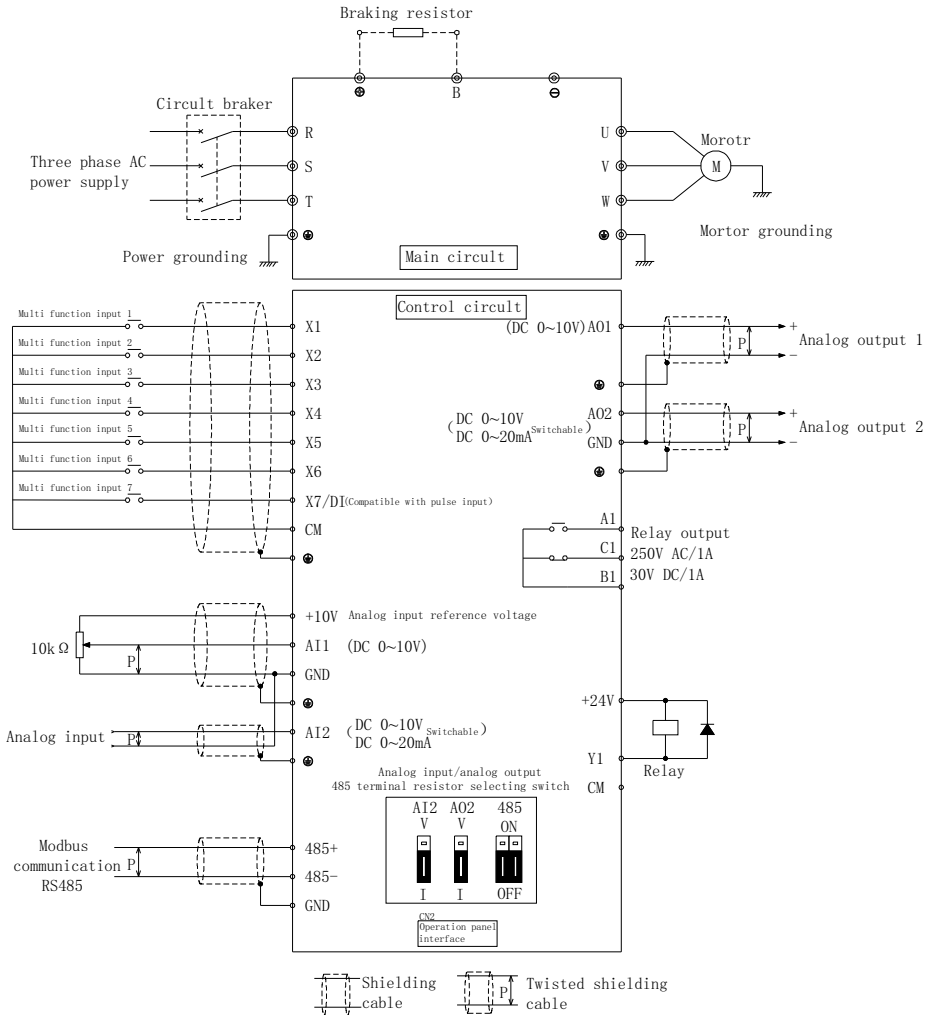 Braking resistor
B
Circult braker
R
S
T
Three phase AC
power supply
U
V
W
Morotr
M
Power grounding
Main circult
Mortor grounding
Control circult
Multi function input 1
X1
Multi function input 2
X2
Multi function input 3
X3
Multi function input 4
X4
Multi function input 5
X5
Multi function input 6
X6
Multi function input 7
X7/DI(Compatible with pulse input)
CM
(DC 0~10V)AO1
P
+
-
Analog output 1
(DC 0~10V
DC 0~20mA Switchable)
AO2
GND
P
+
-
Analog output 2
A1
C1
B1
Relay output
250V AC/1A
30V DC/1A
+10V Analog input reference voltage
10kΩ
P
AI1 (DC 0~10V)
GND
Analog input
P
AI2 (DC 0~10V
DC 0~20mA Switchable)
+24V
Y1
Relay
CM
Analog input/analog output
485 terminal resistor selecting switch
AI2 AO2 485
V V ON
I I OFF
Modbus
communication
RS485
P
485+
485-
GND
CN2
Operation panel
interface
Shielding
cable
P
Twisted shielding
cable